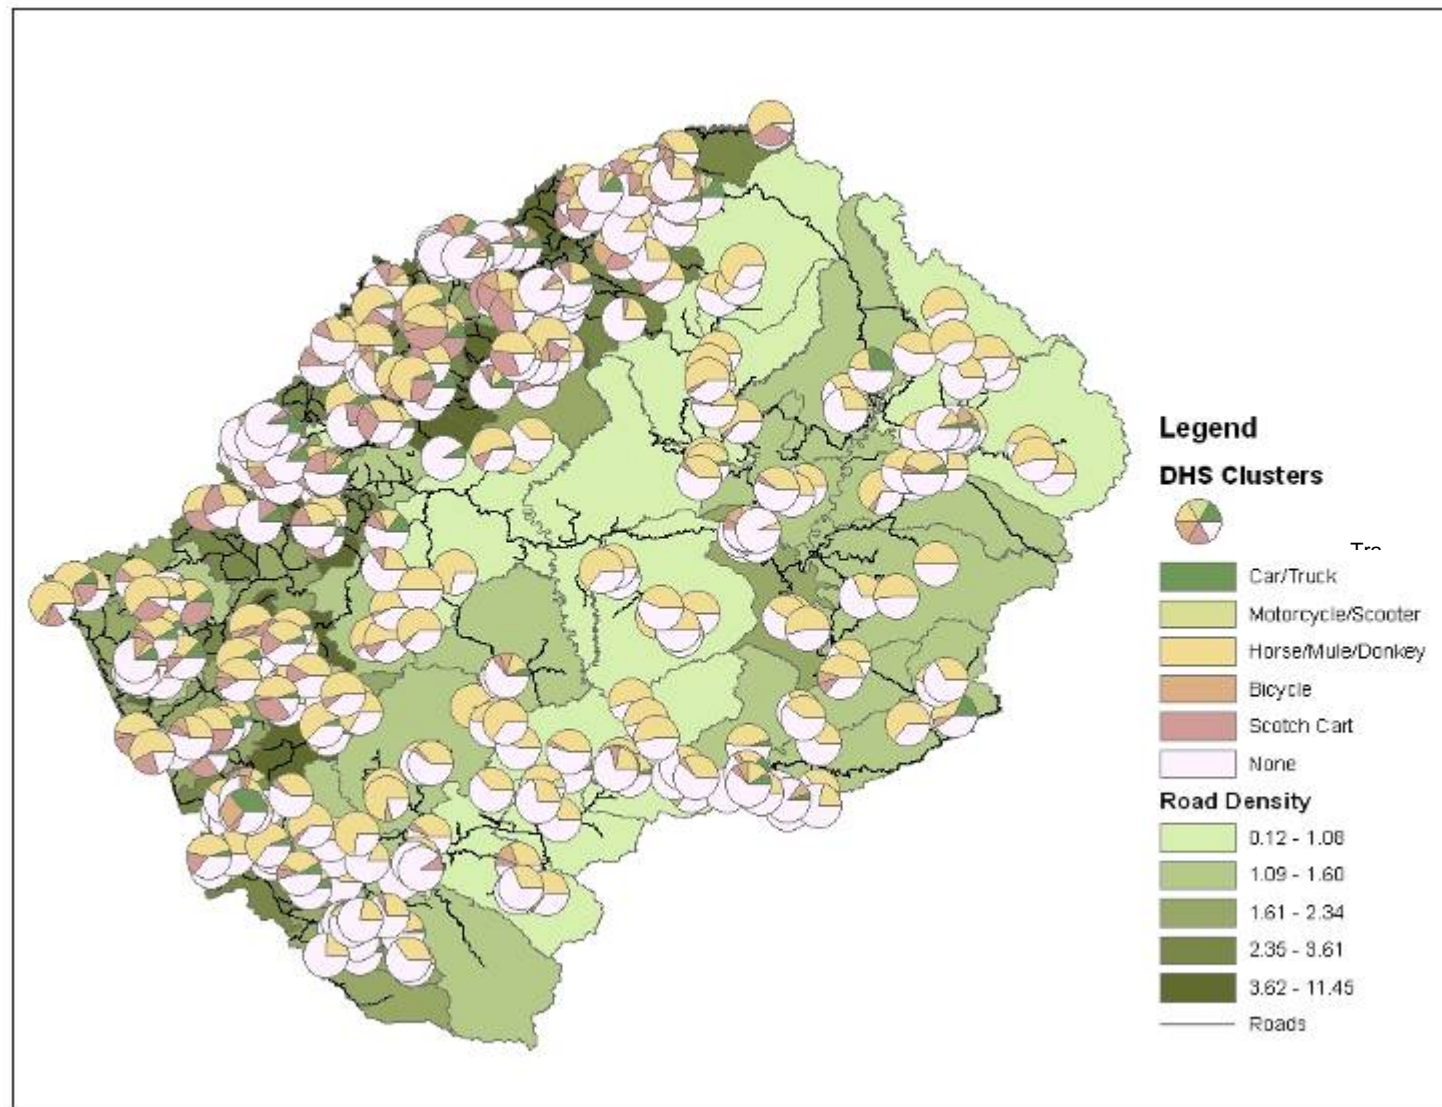 Legend
DHS Clusters
Car/Truck
Motorcycle/Scooter
Horse/Mule/Donkey
Bicycle
Scotch Cart
None
Road Density
0.12 - 1.08
1.09 - 1.60
1.61 - 2.34
2.35 - 3.61
3.62 - 11.45
Roads